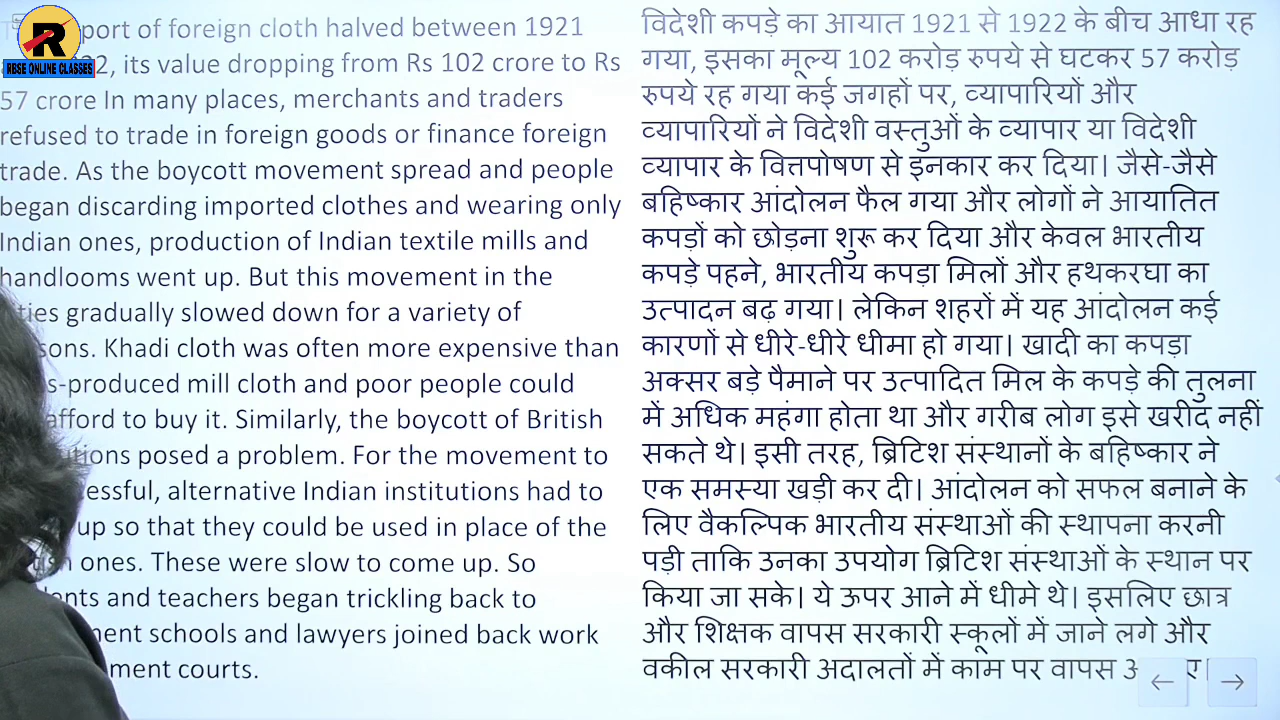 port of foreign cloth halved between 1921
2, its value dropping from Rs 102 crore to Rs
57 crore In many places, merchants and traders
refused to trade in foreign goods or finance foreign
trade. As the boycott movement spread and people
began discarding imported clothes and wearing only
Indian ones, production of Indian textile mills and
handlooms went up. But this movement in the
ties gradually slowed down for a variety of
sons. Khadi cloth was often more expensive than
s-produced mill cloth and poor people could
afford to buy it. Similarly, the boycott of British
tions posed a problem. For the movement to
cessful, alternative Indian institutions had to
up so that they could be used in place of the
ones. These were slow to come up. So
ents and teachers began trickling back to
ment schools and lawyers joined back work
ment courts.
विदेशी कपड़े का आयात 1921 से 1922 के बीच आधा रह
गया, इसका मूल्य 102 करोड़ रुपये से घटकर 57 करोड़
रुपये रह गया कई जगहों पर, व्यापारियों और
व्यापारियों ने विदेशी वस्तुओं के व्यापार या विदेशी
व्यापार के वित्तपोषण से इनकार कर दिया। जैसे-जैसे
बहिष्कार आंदोलन फैल गया और लोगों ने आयातित
कपड़ों को छोड़ना शुरू कर दिया और केवल भारतीय
कपड़े पहने, भारतीय कपड़ा मिलों और हथकरघा का
उत्पादन बढ़ गया। लेकिन शहरों में यह आंदोलन कई
कारणों से धीरे-धीरे धीमा हो गया। खादी का कपड़ा
अक्सर बड़े पैमाने पर उत्पादित मिल के कपड़े की तुलना
में अधिक महंगा होता था और गरीब लोग इसे खरीद नहीं
सकते थे। इसी तरह, ब्रिटिश संस्थानों के बहिष्कार ने
एक समस्या खड़ी कर दी। आंदोलन को सफल बनाने के
लिए वैकल्पिक भारतीय संस्थाओं की स्थापना करनी
पड़ी ताकि उनका उपयोग ब्रिटिश संस्थाओं के स्थान पर
किया जा सके। ये ऊपर आने में धीमे थे। इसलिए छात्र
और शिक्षक वापस सरकारी स्कूलों में जाने लगे और
वकील सरकारी अदालतों में काम पर वापस
R
RBSE ONLINE CLASSES